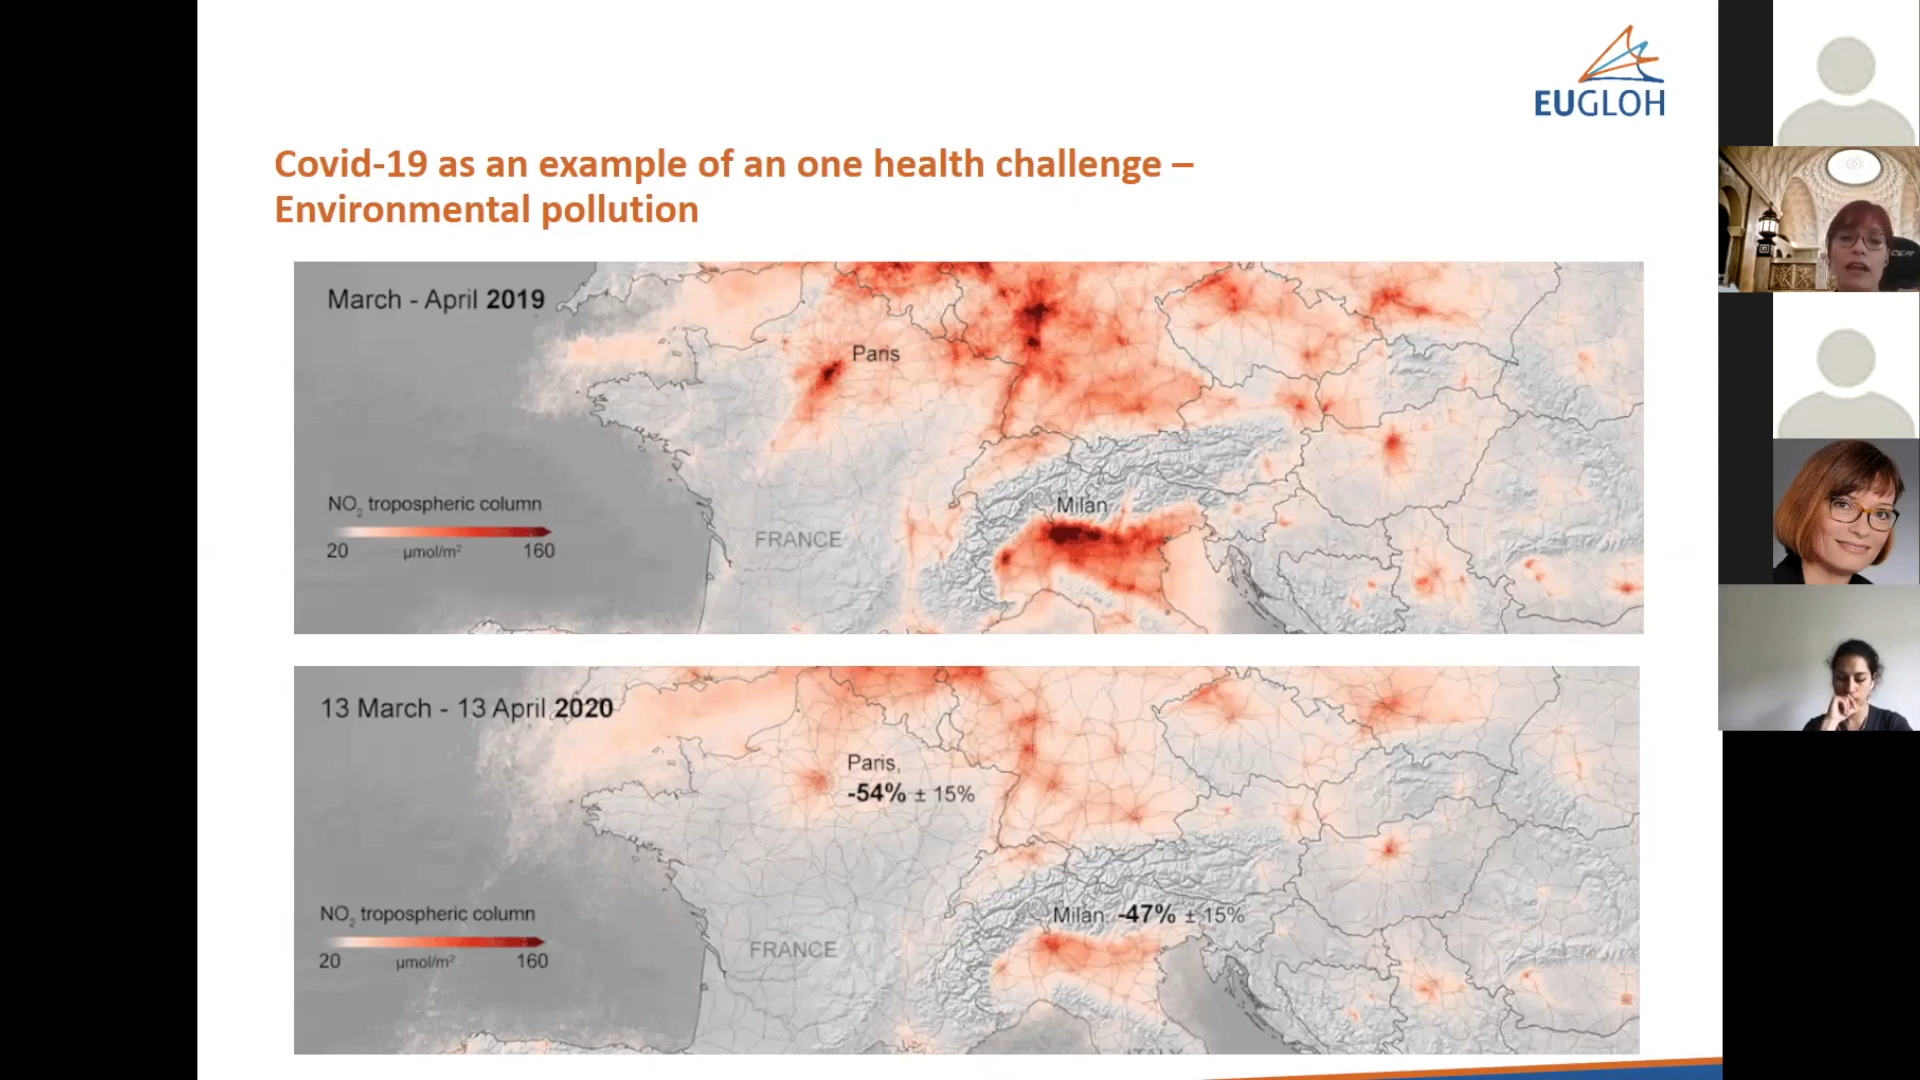 EUGLOH
Covid-19 as an example of an one health challenge –
Environmental pollution
March - April 2019
Paris
Milan
NO₂ tropospheric column
20 µmol/m² 160
FRANCE
13 March - 13 April 2020
Paris,
-54% ± 15%
Milan, -47% ± 15%
NO₂ tropospheric column
20 µmol/m² 160
FRANCE